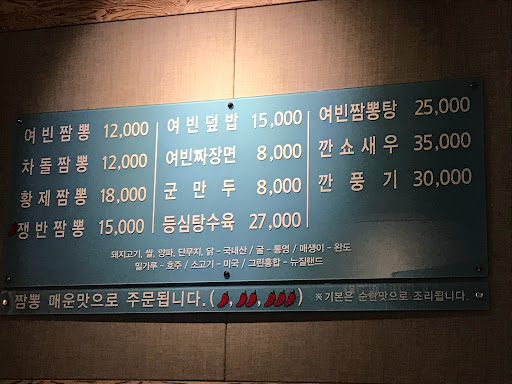 여빈짬뽕 12,000
차돌짬뽕 12,000
황제짬뽕 18,000
쟁반짬뽕 15,000
여빈덮밥 15,000
여빈짜장면 8,000
군만두 8,000
등심탕수육 27,000
여빈짬뽕탕 25,000
깐쇼새우 35,000
깐풍기 30,000
돼지고기, 쌀, 양파, 단무지, 닭 - 국내산 / 굴 - 통영 / 매생이 - 완도
밀가루 - 호주 / 소고기 - 미국 / 그린홍합 - 뉴질랜드
짬뽕 매운맛으로 주문됩니다. ( , , ) ※기본은 순한맛으로 조리됩니다.